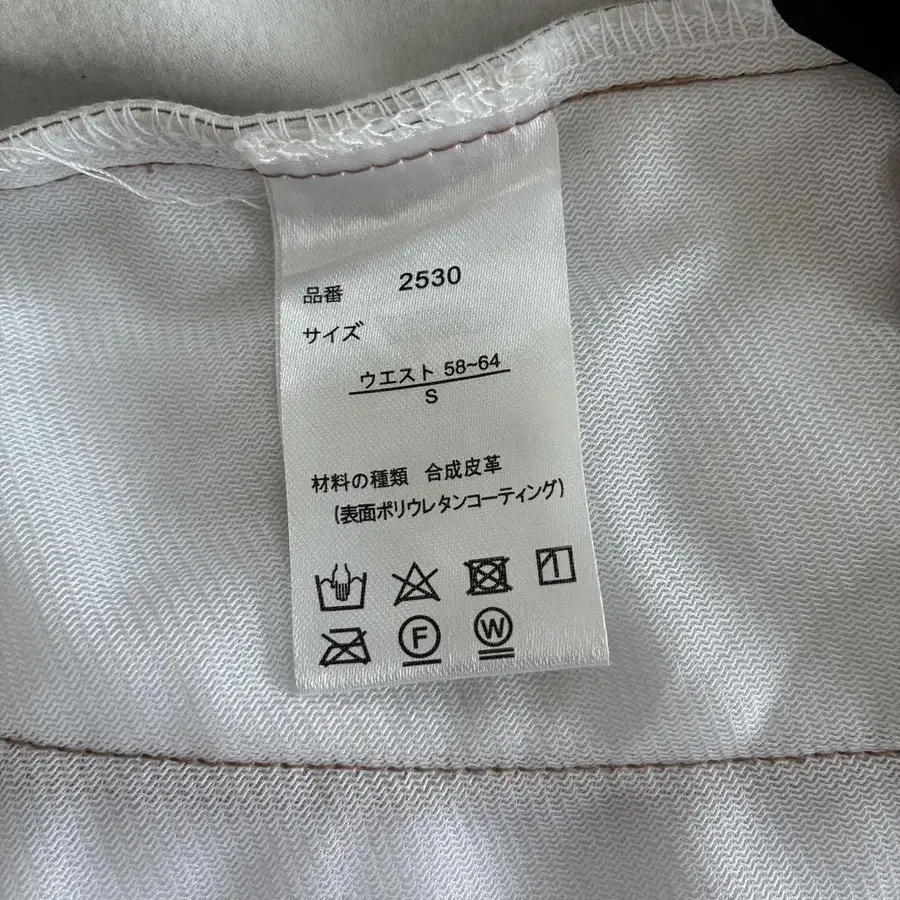 品番 2530
サイズ
ウエスト 58~64
S
材料の種類 合成皮革
(表面ポリウレタンコーティング)
F W